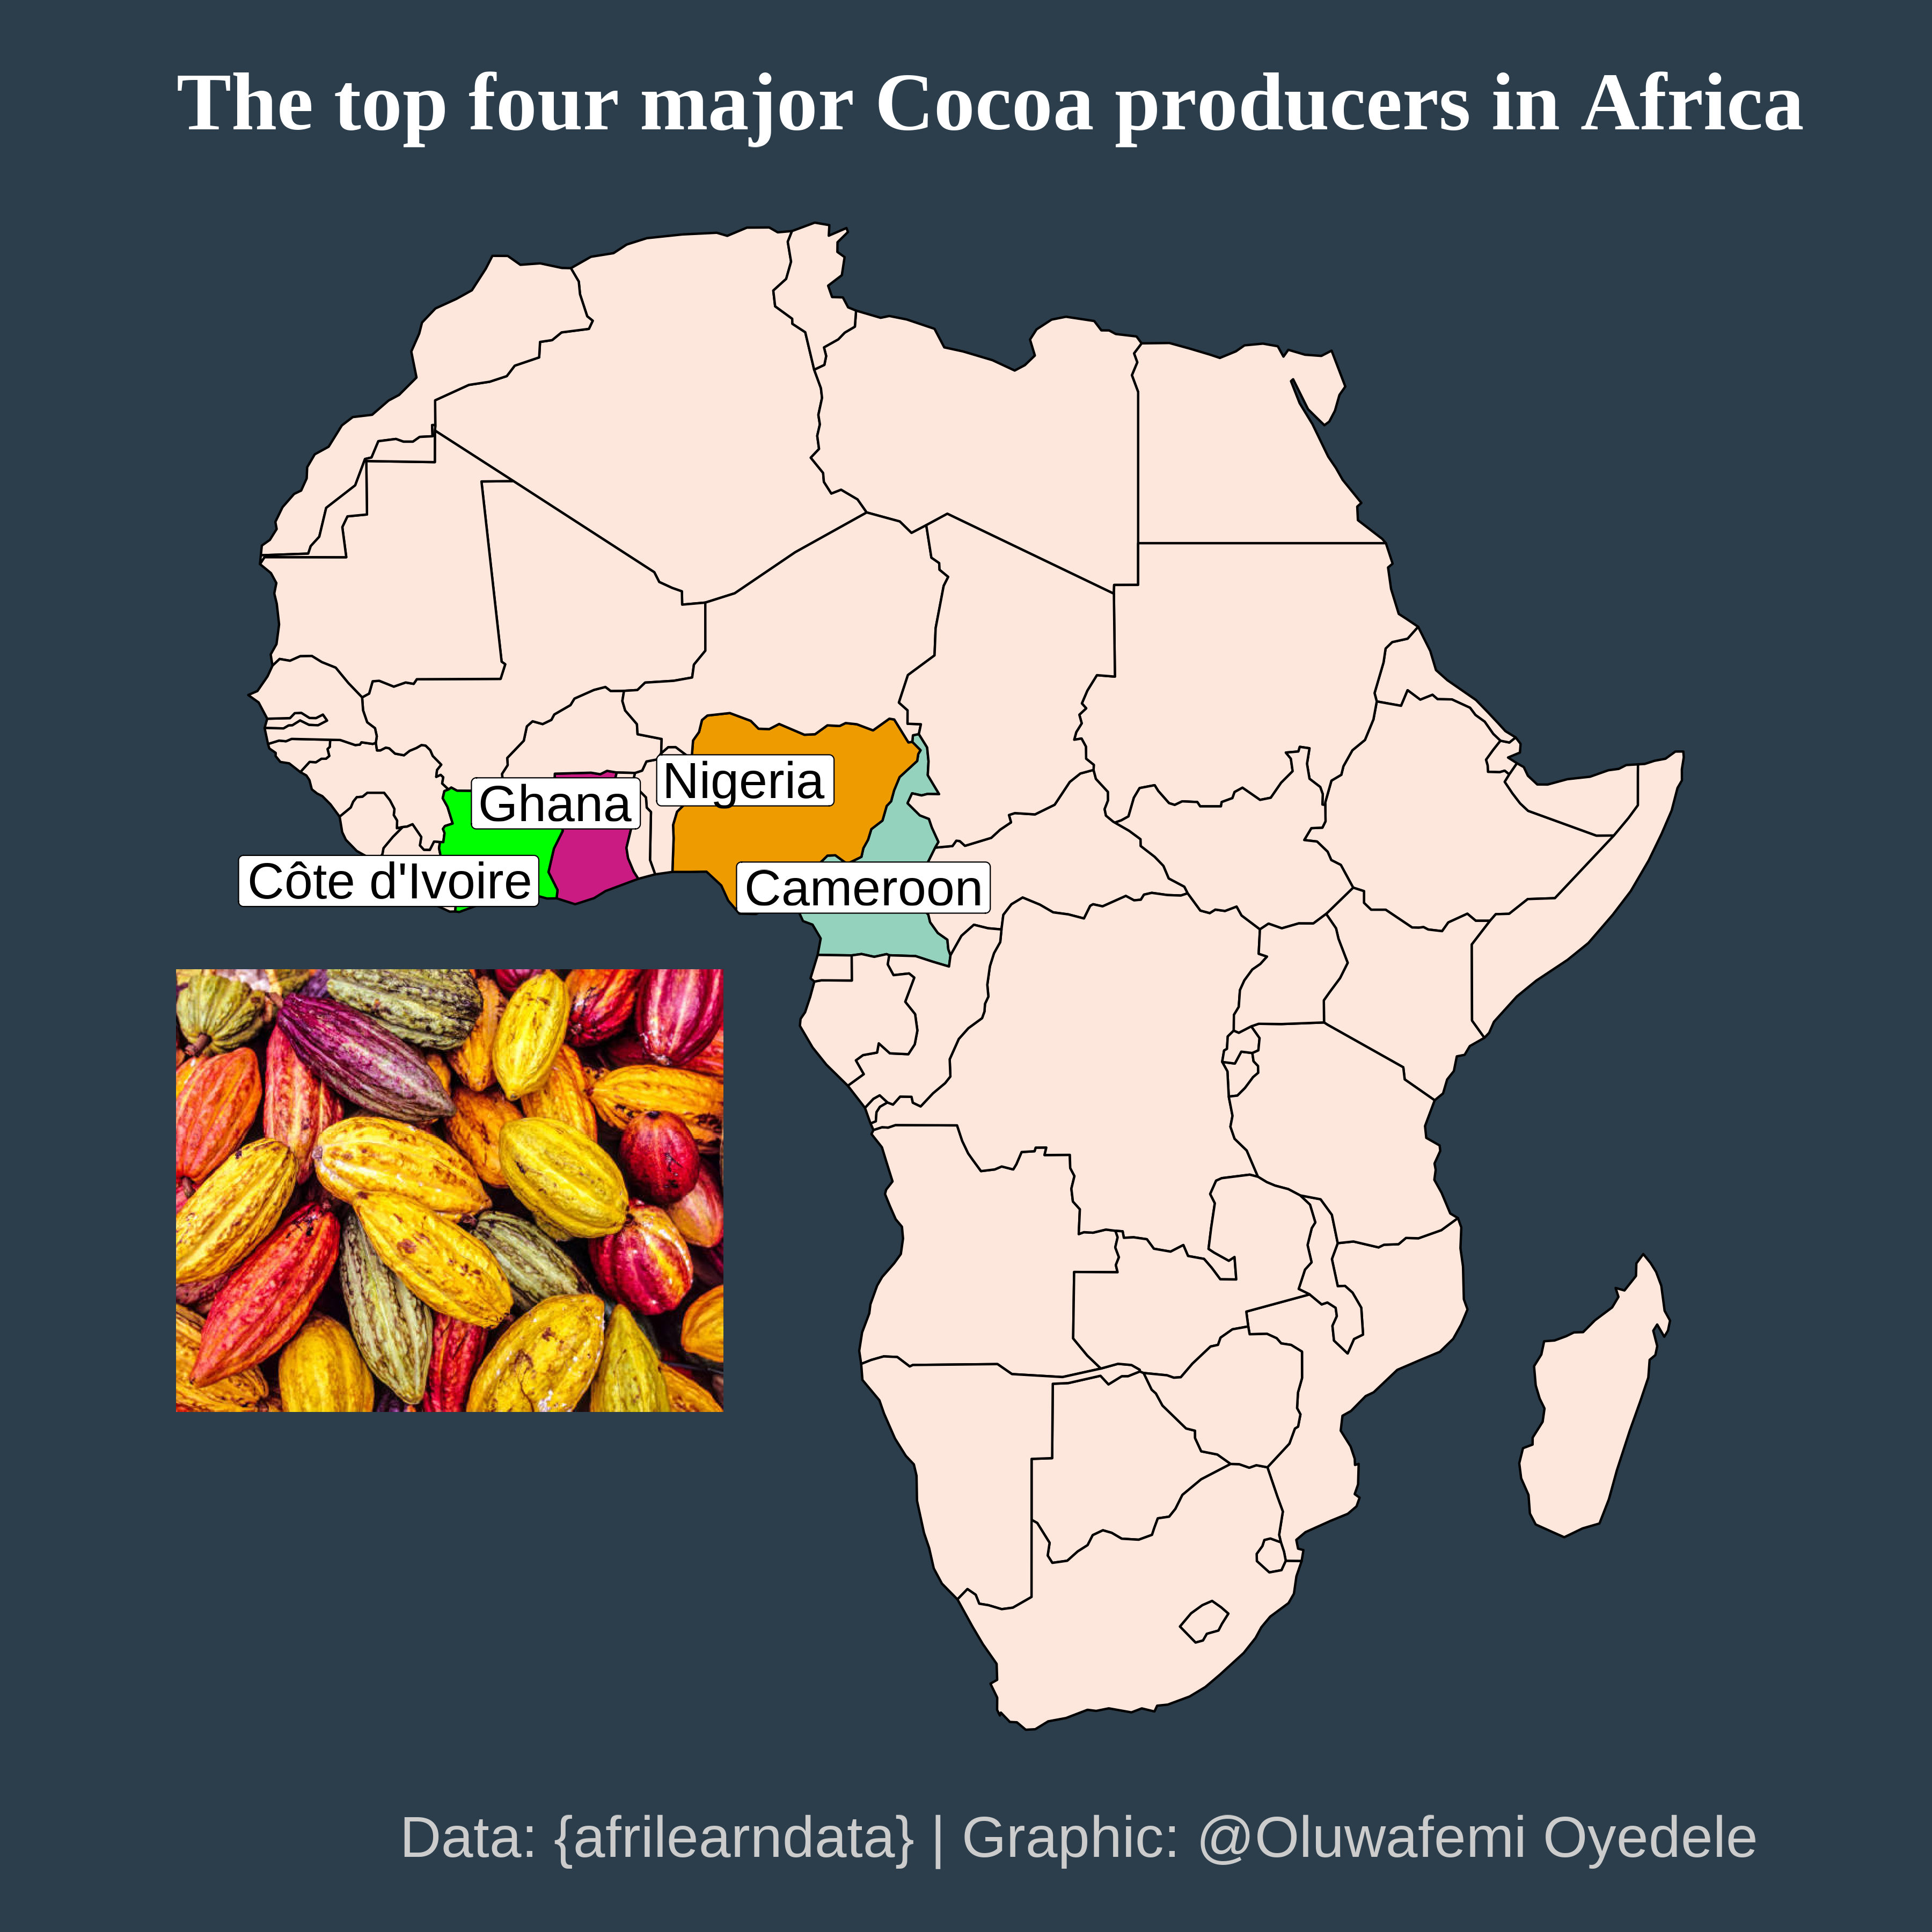 The top four major Cocoa producers in Africa
Nigeria
Ghana
Côte d'Ivoire
Cameroon
Data: {afrilearndata} | Graphic: @Oluwafemi Oyedele